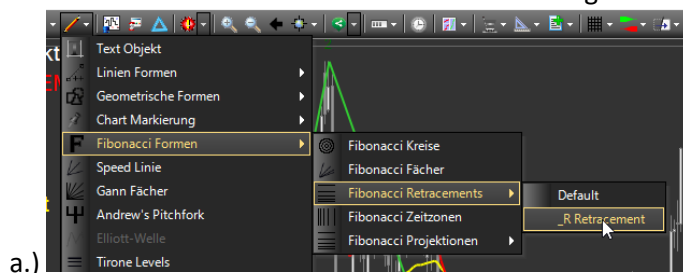 Text Objekt
Linien Formen
Geometrische Formen
Chart Markierung
Fibonacci Formen
Fibonacci Kreise
Speed Linie
Fibonacci Fächer
Gann Fächer
Fibonacci Retracements
Default
Andrew's Pitchfork
Fibonacci Zeitzonen
_R Retracement
Elliott-Welle
Fibonacci Projektionen
a.)
Tirone Levels